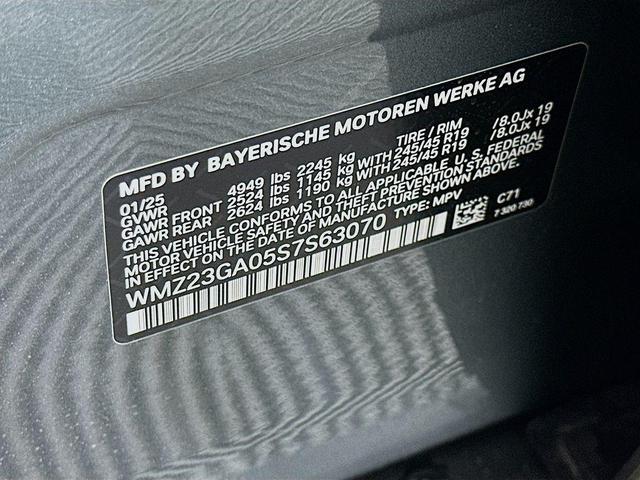 MFD BY BAYERISCHE MOTOREN WERKE AG
01/25 TIRE / RIM
GVWR 4949 lbs 2245 kg
GAWR FRONT 2524 lbs 1145 kg WITH 245/45 R19 /8.0Jx 19
GAWR REAR 2624 lbs 1190 kg WITH 245/45 R19 /8.0Jx 19
THIS VEHICLE CONFORMS TO ALL APPLICABLE U.S. FEDERAL
MOTOR VEHICLE SAFETY AND THEFT PREVENTION STANDARDS
IN EFFECT ON THE DATE OF MANUFACTURE SHOWN ABOVE.
WMZ23GA05S7S63070 TYPE: MPV C71
7 320 730